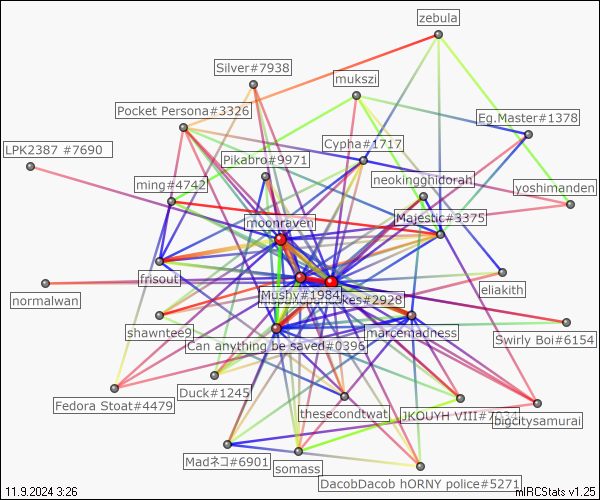 zebula
Silver#7938
mukszi
Pocket Persona#3326
Eg.Master#1378
Cypha#1717
LPK2387 #7690
Pikabro#9971
neokingghidorah
ming#4742
yoshimanden
Majestic#3375
moonraven
frisout
eliakith
normalwan
Mushy#1984
kes#2928
shawntee9
marcemadness
Swirly Boi#6154
Can anything be saved#0396
Duck#1245
Fedora Stoat#4479
thesecondtwat
JKOUYH VIII
bigcitysamurai
Madネコ#6901
somass
DacobDacob hORNY police#5271
11.9.2024 3:26
mIRCStats v1.25